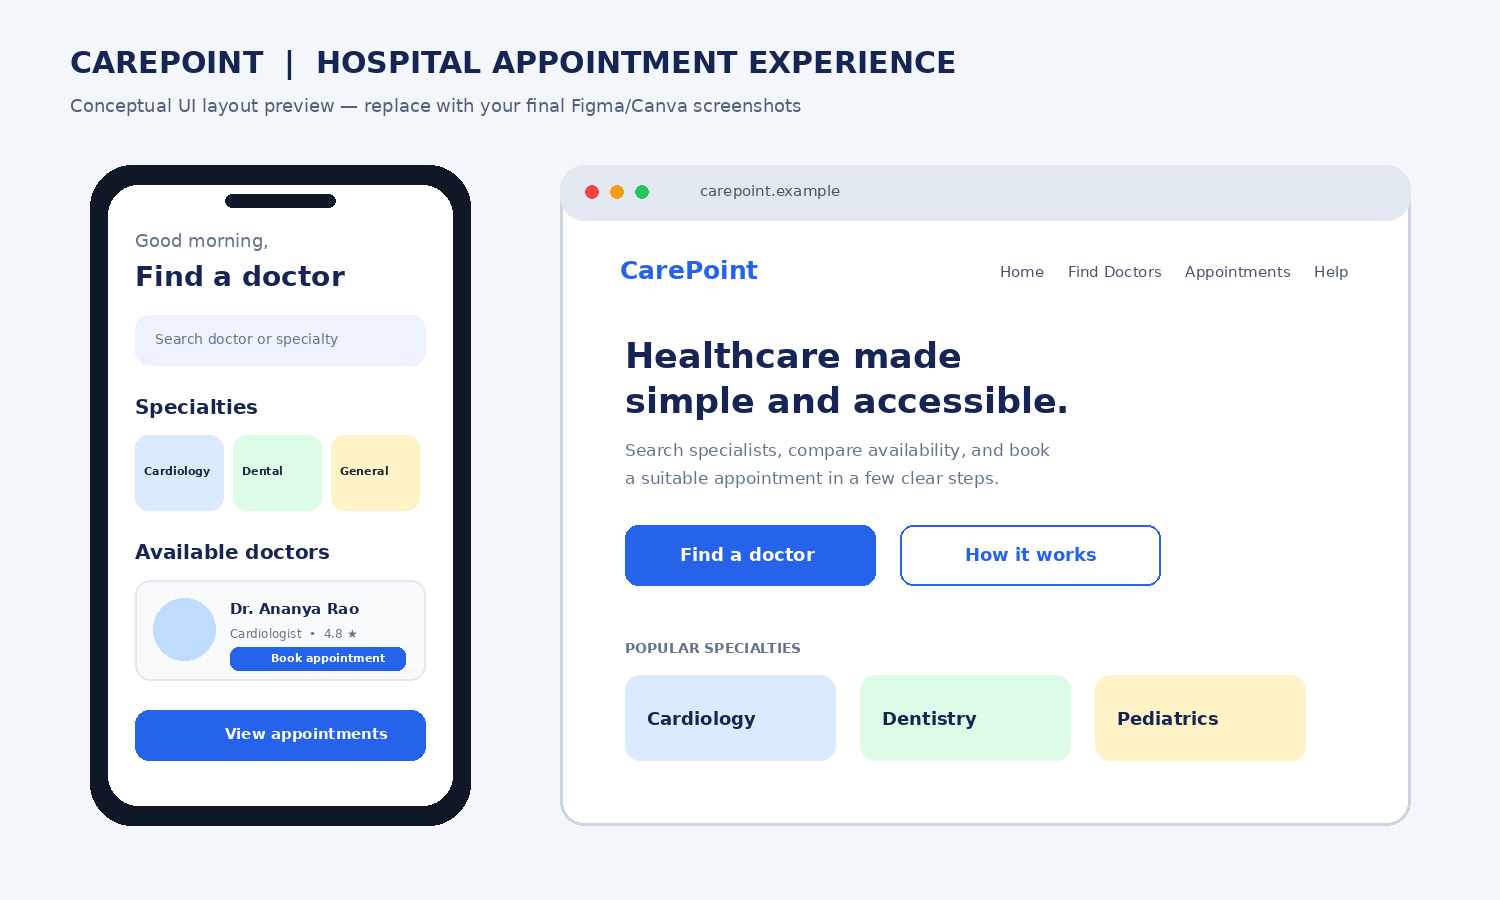 CAREPOINT | HOSPITAL APPOINTMENT EXPERIENCE
Conceptual UI layout preview — replace with your final Figma/Canva screenshots
Good morning,
Find a doctor
Search doctor or specialty
Specialties
Cardiology Dental General
Available doctors
Dr. Ananya Rao
Cardiologist • 4.8 ★
Book appointment
View appointments
carepoint.example
CarePoint Home Find Doctors Appointments Help
Healthcare made
simple and accessible.
Search specialists, compare availability, and book
a suitable appointment in a few clear steps.
Find a doctor How it works
POPULAR SPECIALTIES
Cardiology Dentistry Pediatrics